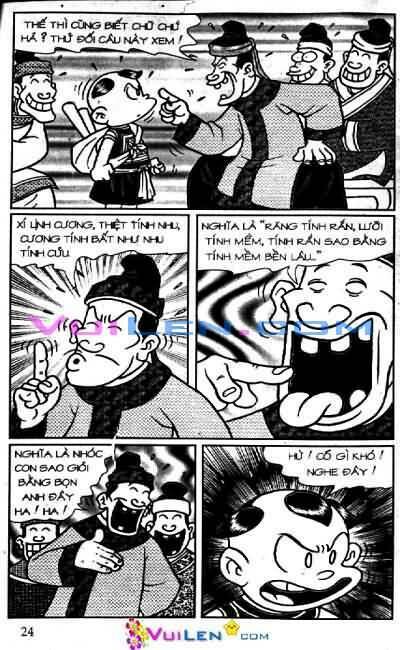 THẾ THÌ CŨNG BIẾT CHỮ CHỨ
HẢ? THỬ ĐỐI CÂU NÀY XEM!
XỈ TÍNH CƯƠNG, THIỆT TÍNH NHU,
CƯƠNG TÍNH BẤT NHƯ NHU
TÍNH CỬU.
NGHĨA LÀ "RĂNG TÍNH RẮN, LƯỠI
TÍNH MỀM, TÍNH RẮN SAO BẰNG
TÍNH MỀM BỀN LÂU..."
VUILEN.COM
NGHĨA LÀ NHÓC
CON SAO GIỎI
BẰNG BỌN
ANH ĐÂY
HA! HA!
HỪ! CÓ GÌ KHÓ!
NGHE ĐÂY!
24
VUILEN.COM